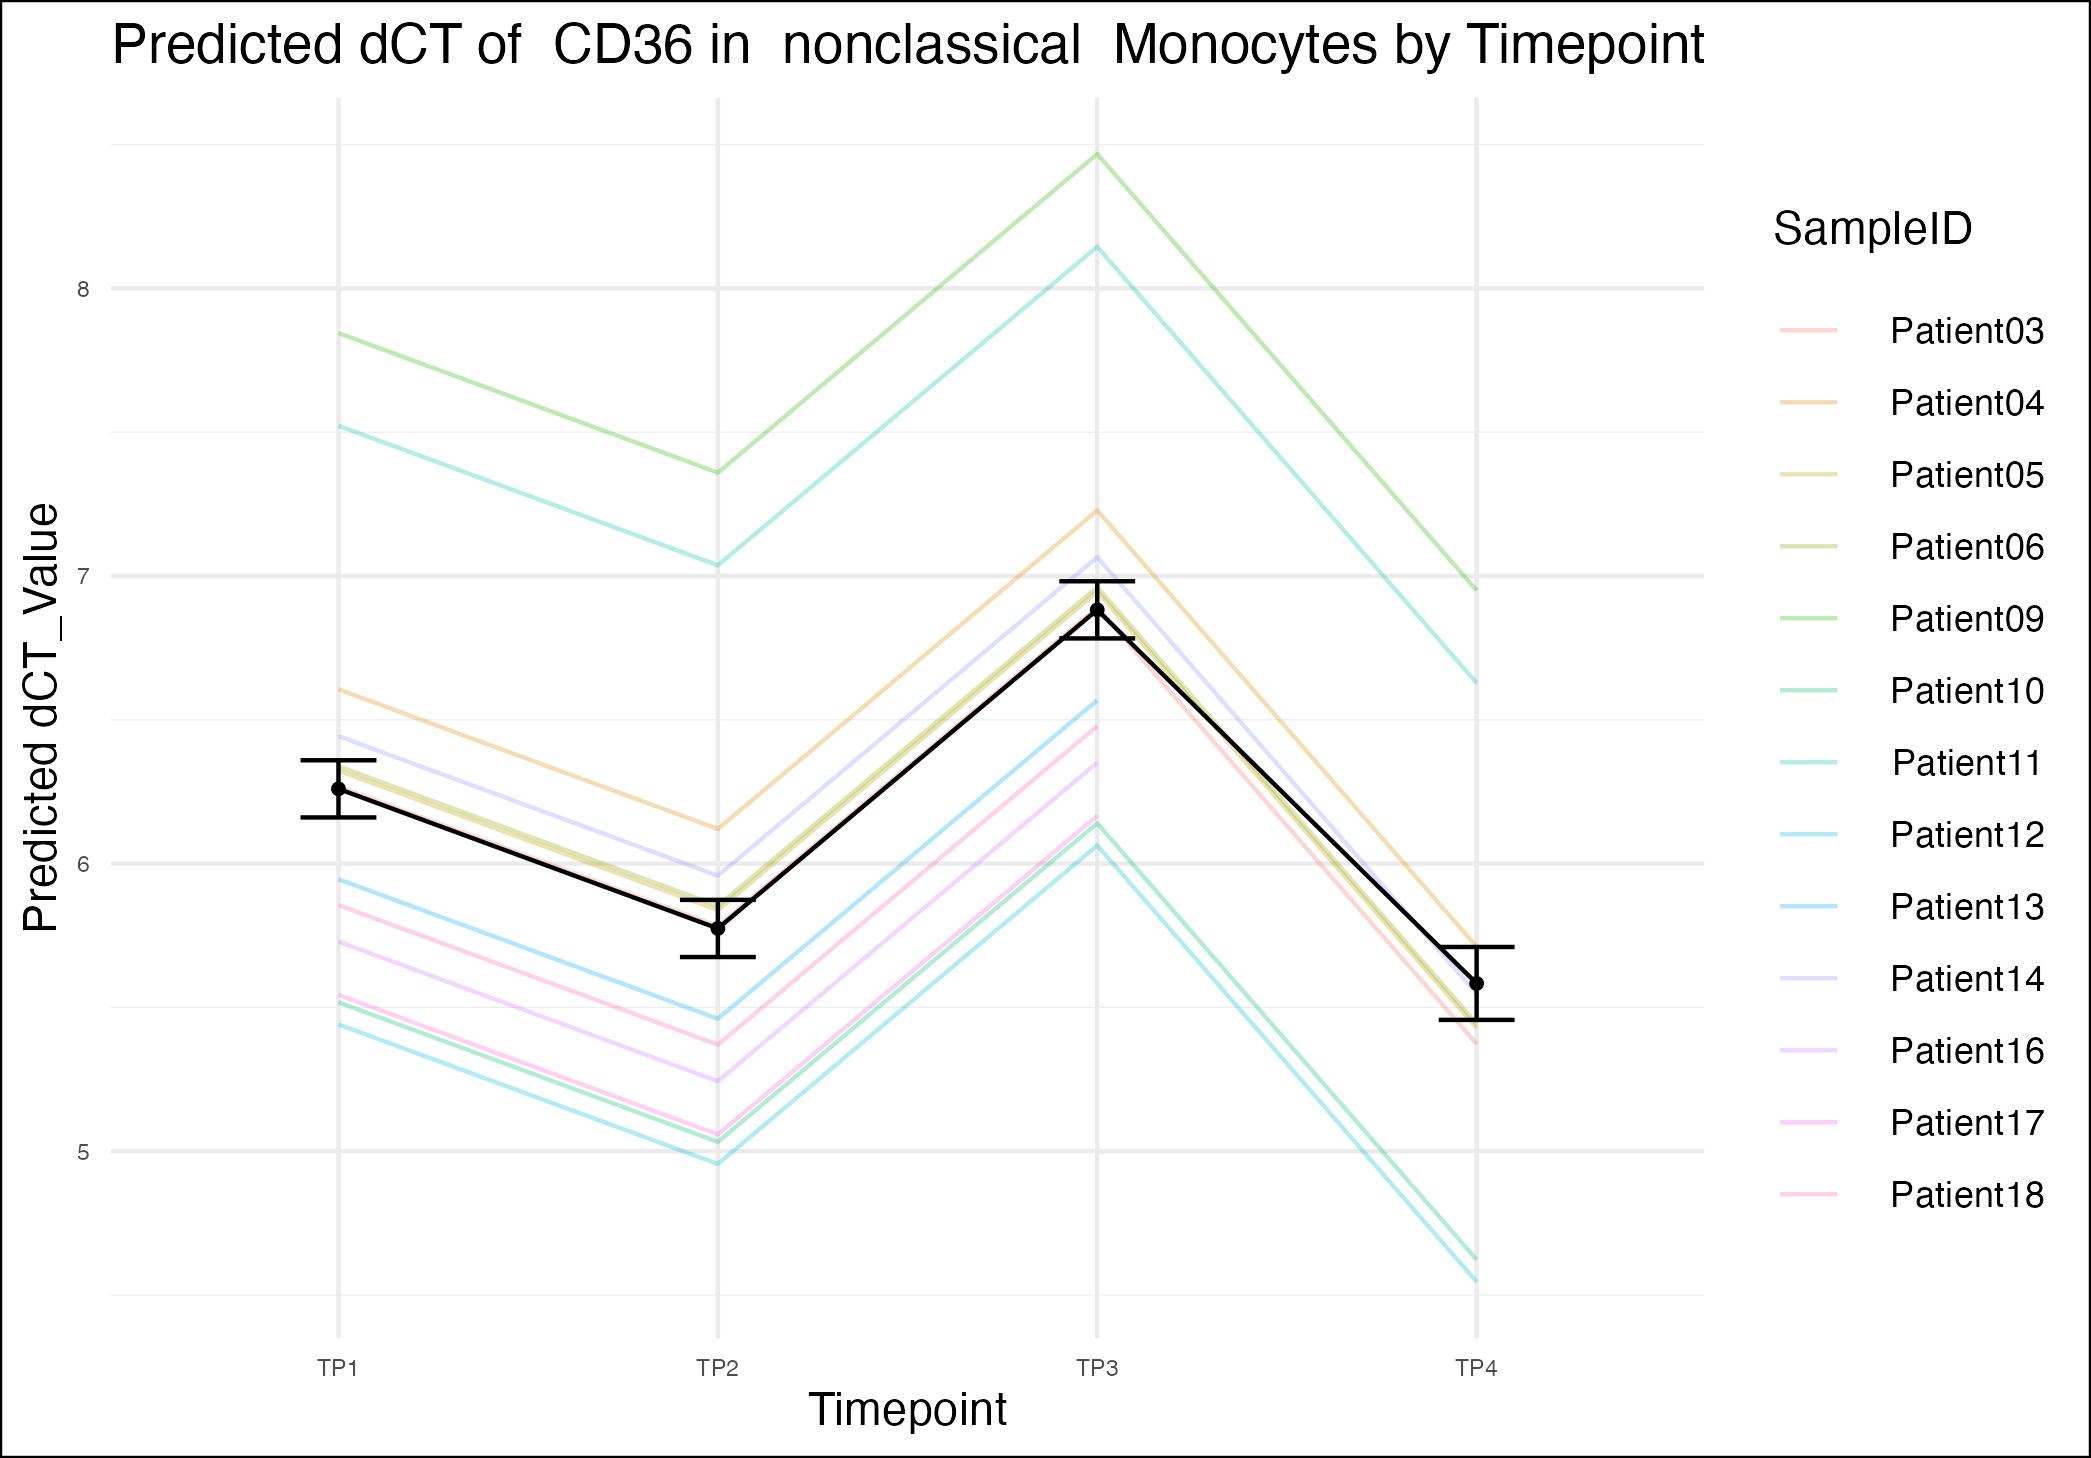 Predicted dCT of  CD36 in  nonclassical  Monocytes by Timepoint
Predicted dCT_Value
8
7
6
5
TP1
TP2
TP3
TP4
Timepoint
SampleID
Patient03
Patient04
Patient05
Patient06
Patient09
Patient10
Patient11
Patient12
Patient13
Patient14
Patient16
Patient17
Patient18